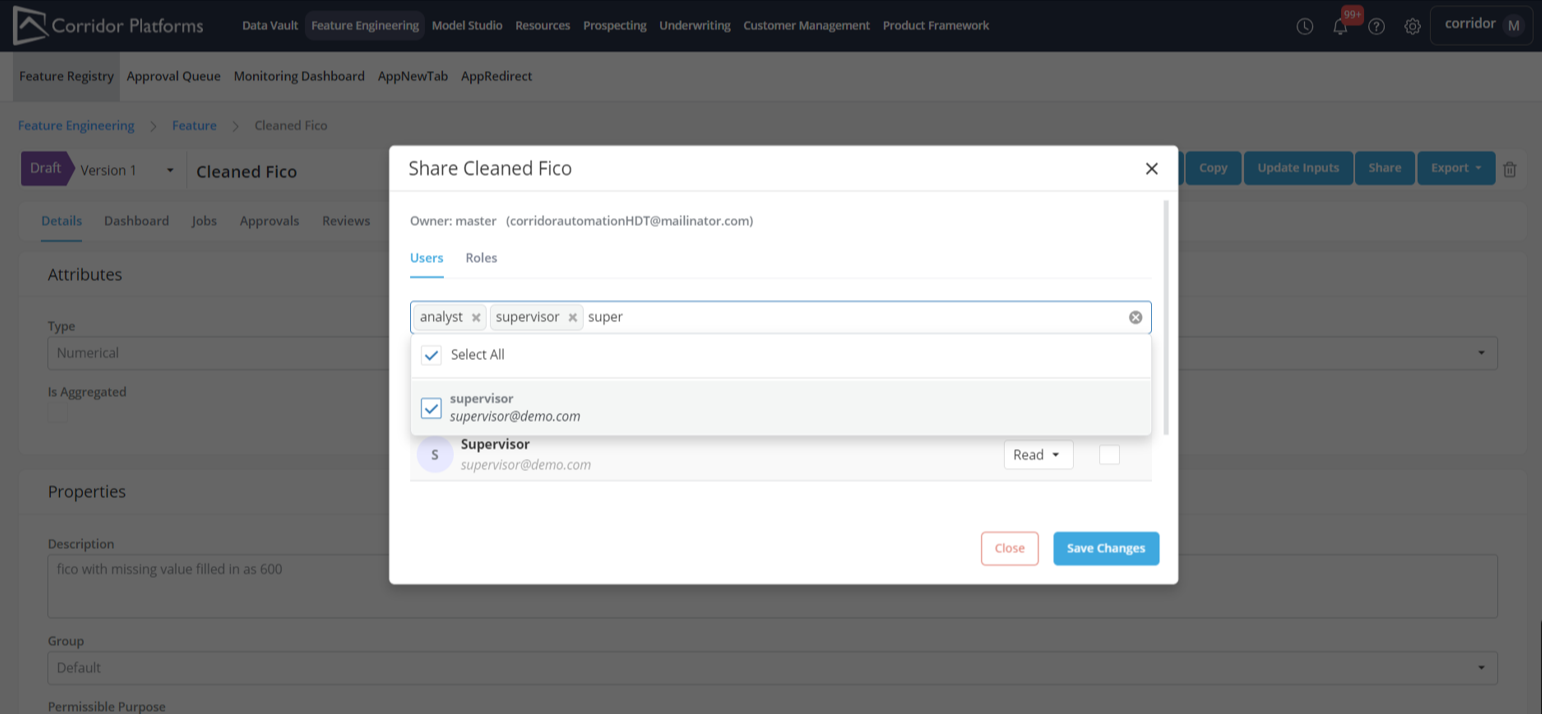 Corridor Platforms
Data Vault Feature Engineering Model Studio Resources Prospecting Underwriting Customer Management Product Framework
99+
corridor M
Feature Registry Approval Queue Monitoring Dashboard AppNewTab AppRedirect
Feature Engineering > Feature > Cleaned Fico
Draft Version 1 Cleaned Fico
Copy Update Inputs Share Export
Details Dashboard Jobs Approvals Reviews
Attributes
Type
Numerical
Is Aggregated
Properties
Description
fico with missing value filled in as 600
Group
Default
Permissible Purpose
Share Cleaned Fico
Owner: master (corridorautomationHDT@mailinator.com)
Users Roles
analyst supervisor super
Select All
supervisor
supervisor@demo.com
S
Supervisor
supervisor@demo.com
Read
Close Save Changes